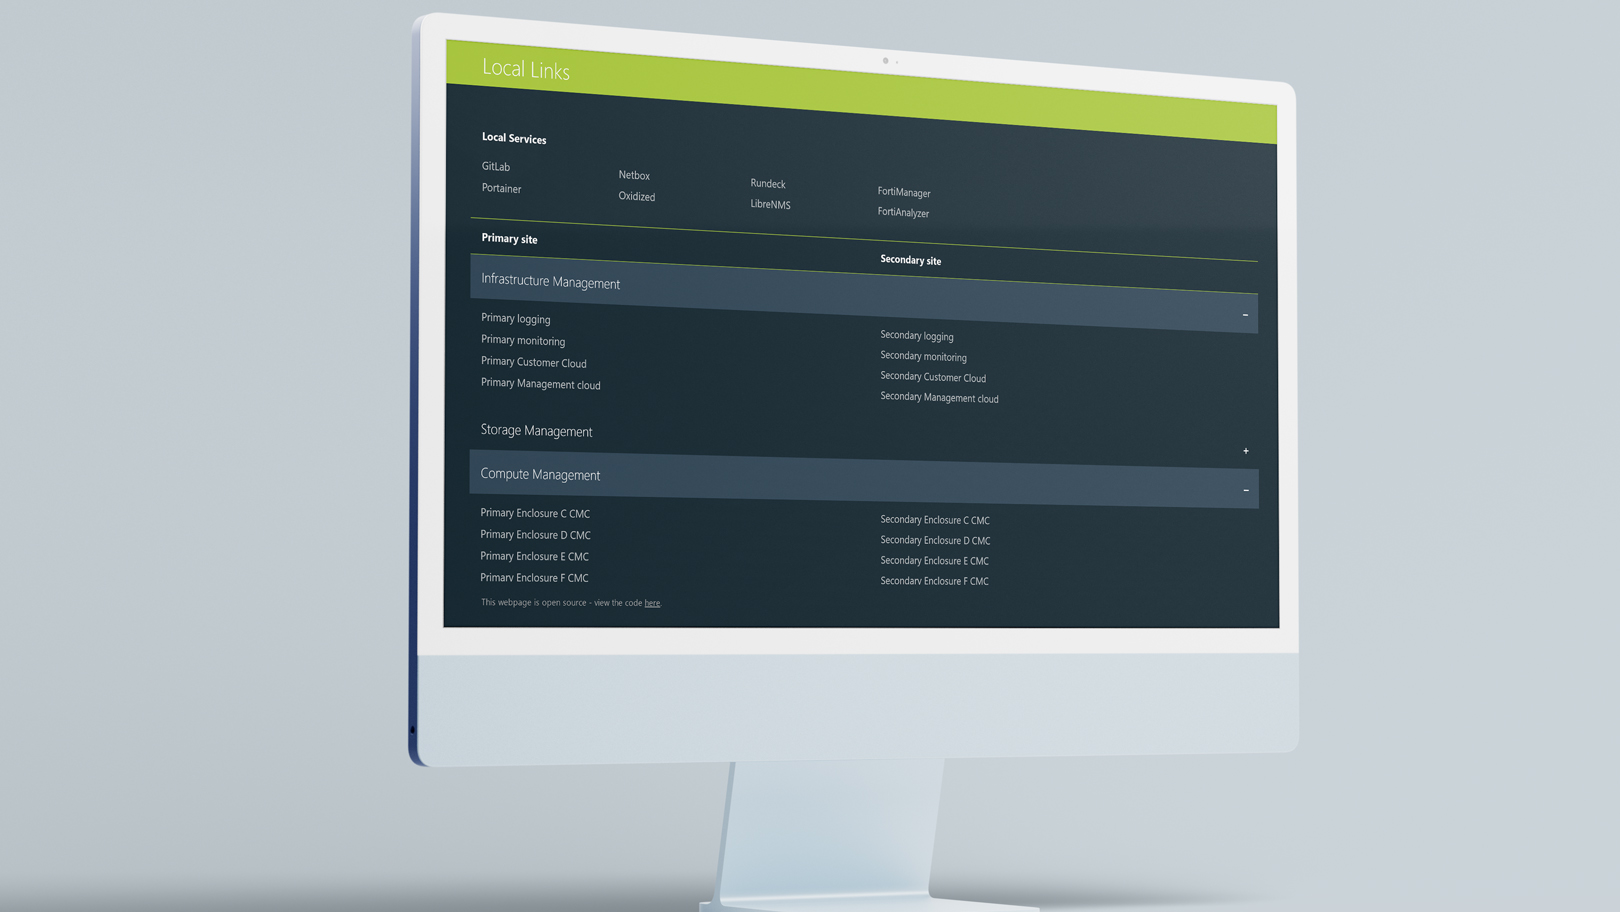 Local Links
Local Services
GitLab
Netbox
Rundeck
FortiManager
Portainer
Oxidized
LibreNMS
FortiAnalyzer
Primary site
Secondary site
Infrastructure Management
−
Primary logging
Secondary logging
Primary monitoring
Secondary monitoring
Primary Customer Cloud
Secondary Customer Cloud
Primary Management cloud
Secondary Management cloud
Storage Management
+
Compute Management
−
Primary Enclosure C CMC
Secondary Enclosure C CMC
Primary Enclosure D CMC
Secondary Enclosure D CMC
Primary Enclosure E CMC
Secondary Enclosure E CMC
Primary Enclosure F CMC
Secondary Enclosure F CMC
This webpage is open source - view the code here.